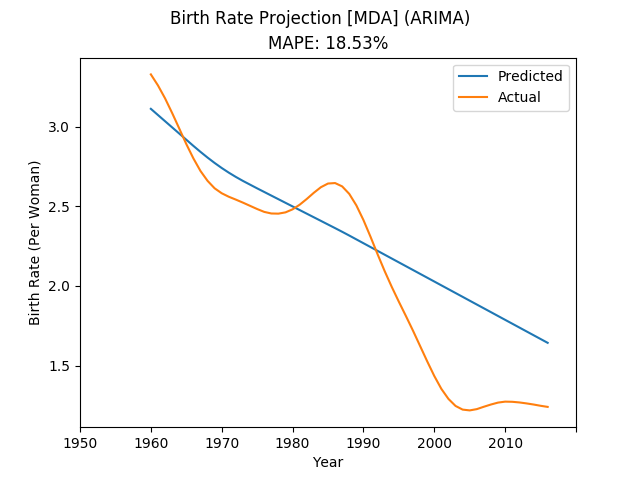 Birth Rate Projection [MDA] (ARIMA)
MAPE: 18.53%
Predicted
Actual
Birth Rate (Per Woman)
3.0
2.5
2.0
1.5
1950 1960 1970 1980 1990 2000 2010
Year